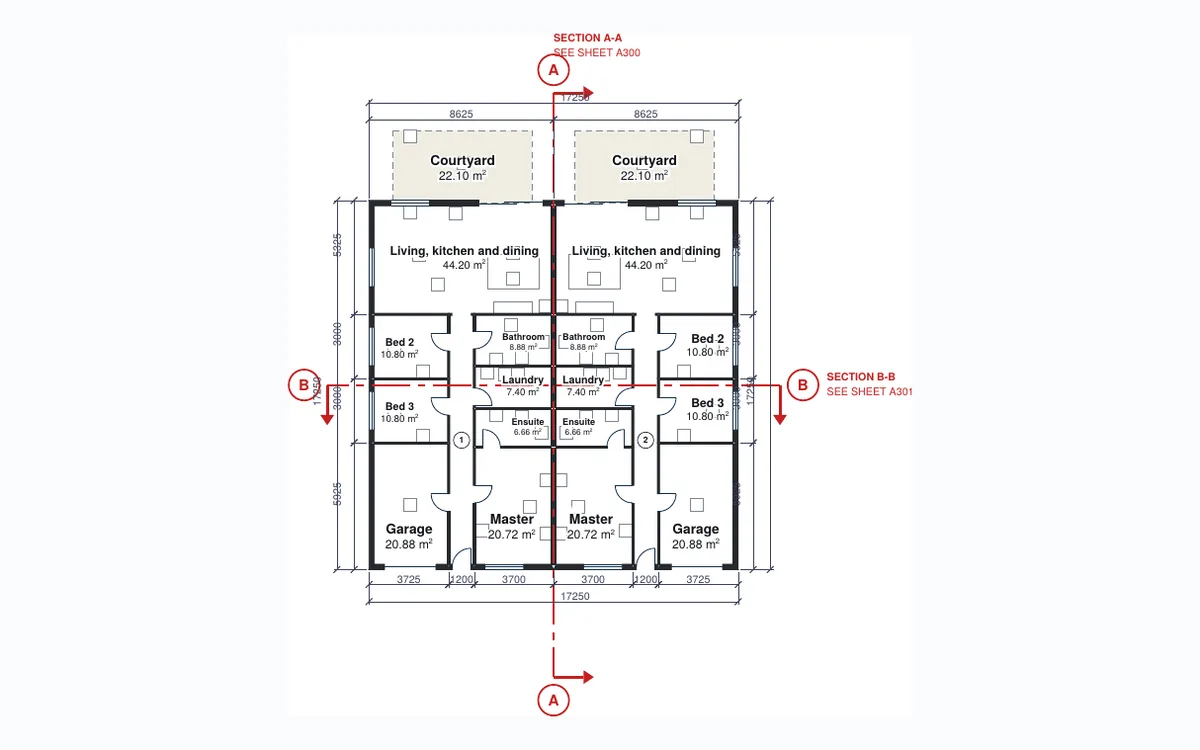 SECTION A-A
SEE SHEET A300
A
17250
8625 8625
Courtyard
22.10 m²
Courtyard
22.10 m²
5325
Living, kitchen and dining
44.20 m²
Living, kitchen and dining
44.20 m²
3000
Bed 2
10.80 m²
Bathroom
8.88 m²
Bathroom
8.88 m²
Bed 2
10.80 m²
B
17250
Laundry
7.40 m²
Laundry
7.40 m²
17250
B
SECTION B-B
SEE SHEET A301
3000
Bed 3
10.80 m²
Ensuite
6.66 m²
Ensuite
6.66 m²
Bed 3
10.80 m²
1
2
5925
Garage
20.88 m²
Master
20.72 m²
Master
20.72 m²
Garage
20.88 m²
3725 1200 3700 3700 1200 3725
17250
A